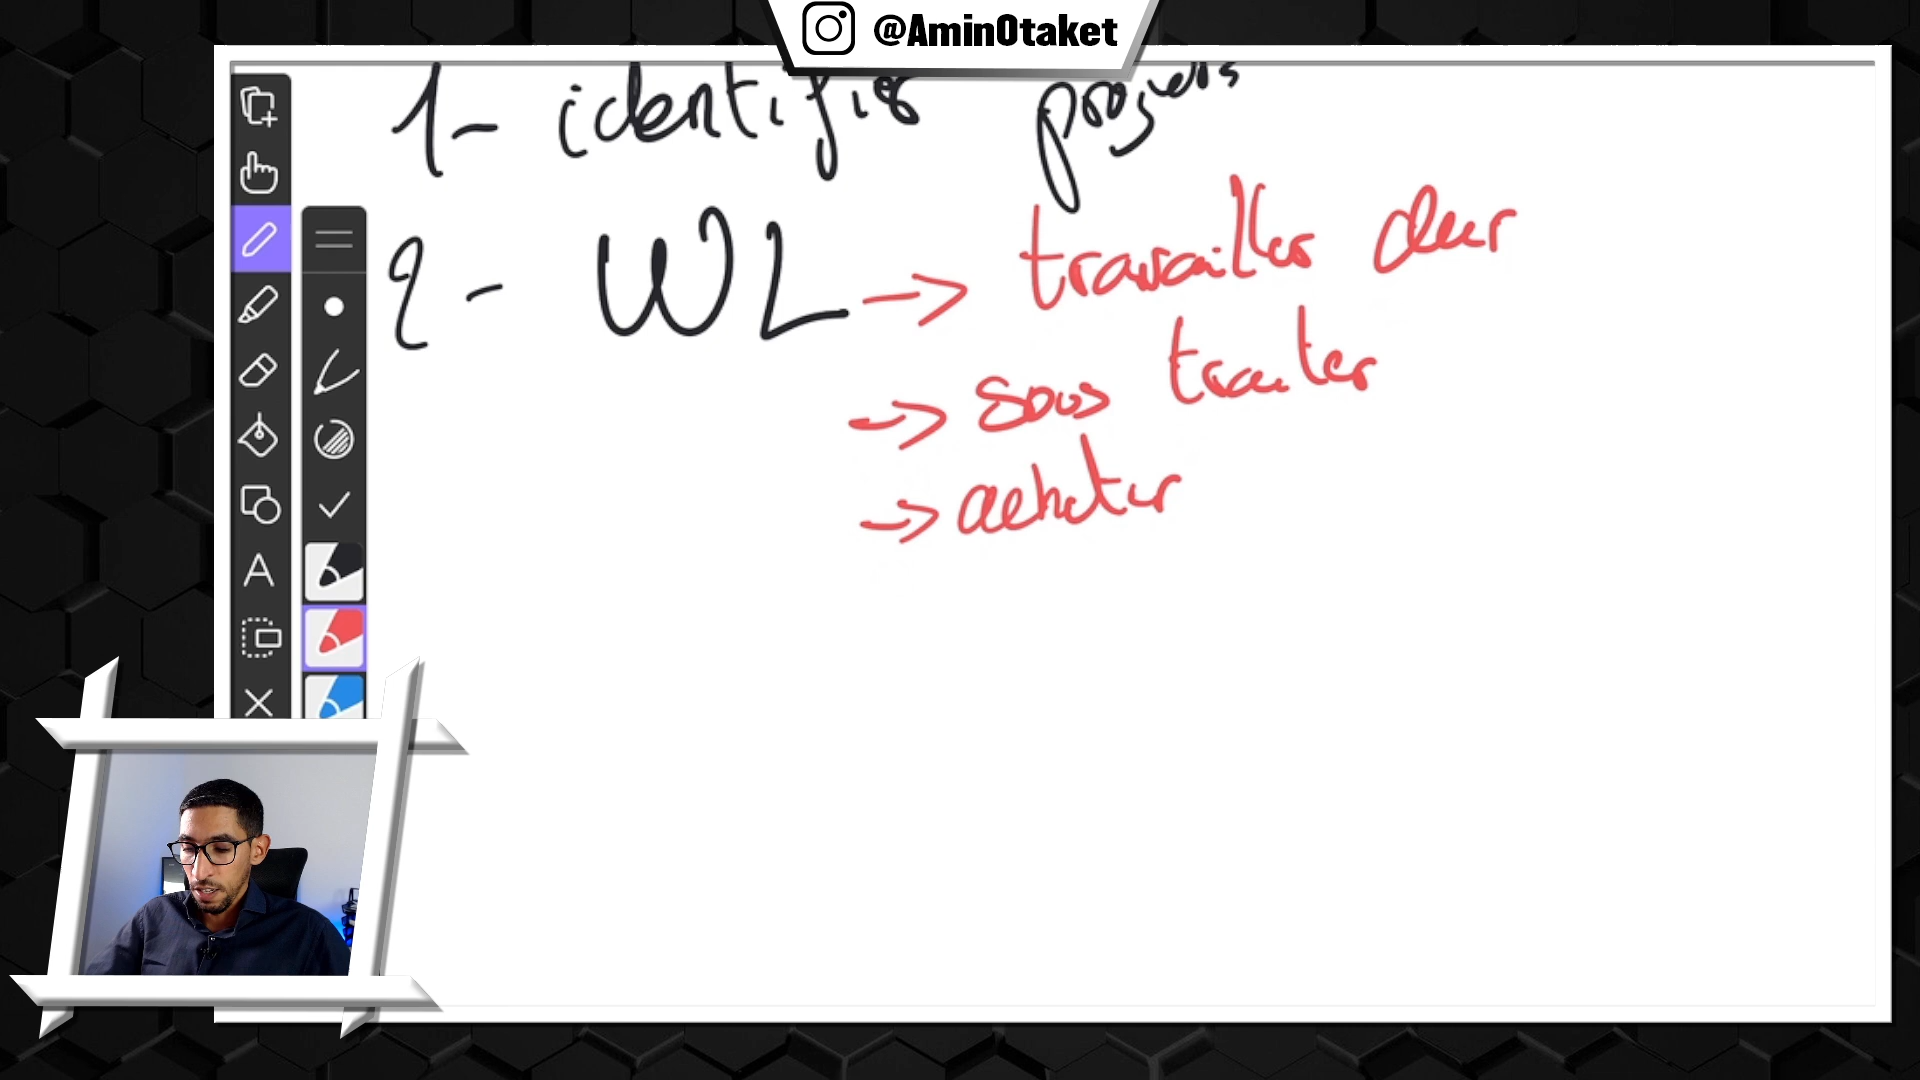 @AminOtaket
1- identifier projets
2- WL → travailler dur
→ sous traiter
→ acheter
A